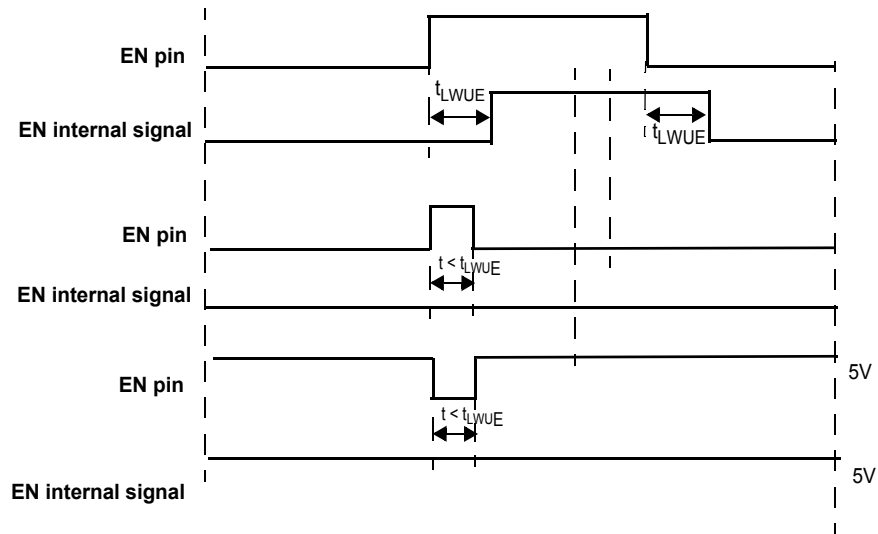 EN pin
tLWUE
EN internal signal
tLWUE
EN pin
t < tLWUE
EN internal signal
5V
EN pin
t < tLWUE
5V
EN internal signal